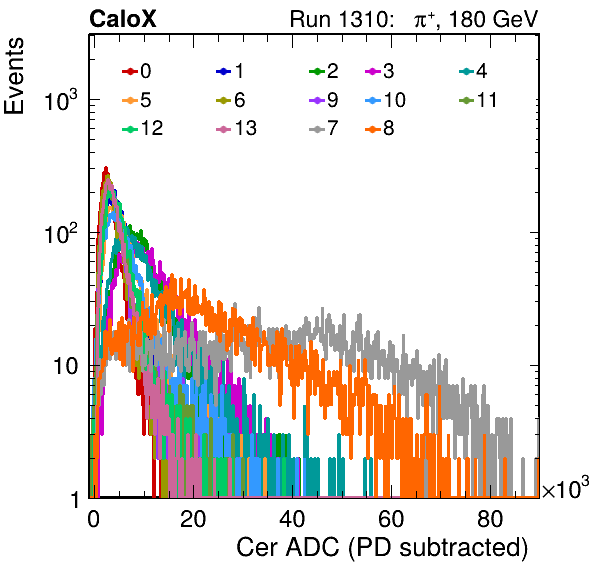 CaloX Run 1310: π⁺, 180 GeV
Events
0 1 2 3 4
5 6 9 10 11
12 13 7 8
10³
10²
10
1
0 20 40 60 80 ×10³
Cer ADC (PD subtracted)